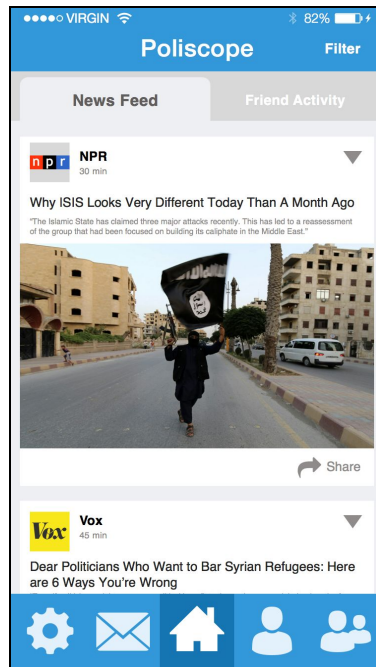 VIRGIN 82%
Poliscope Filter
News Feed Friend Activity
npr NPR
30 min
Why ISIS Looks Very Different Today Than A Month Ago
"The Islamic State has claimed three major attacks recently. This has led to a reassessment
of the group that had been focused on building its caliphate in the Middle East."
Share
Vox Vox
45 min
Dear Politicians Who Want to Bar Syrian Refugees: Here
are 6 Ways You're Wrong